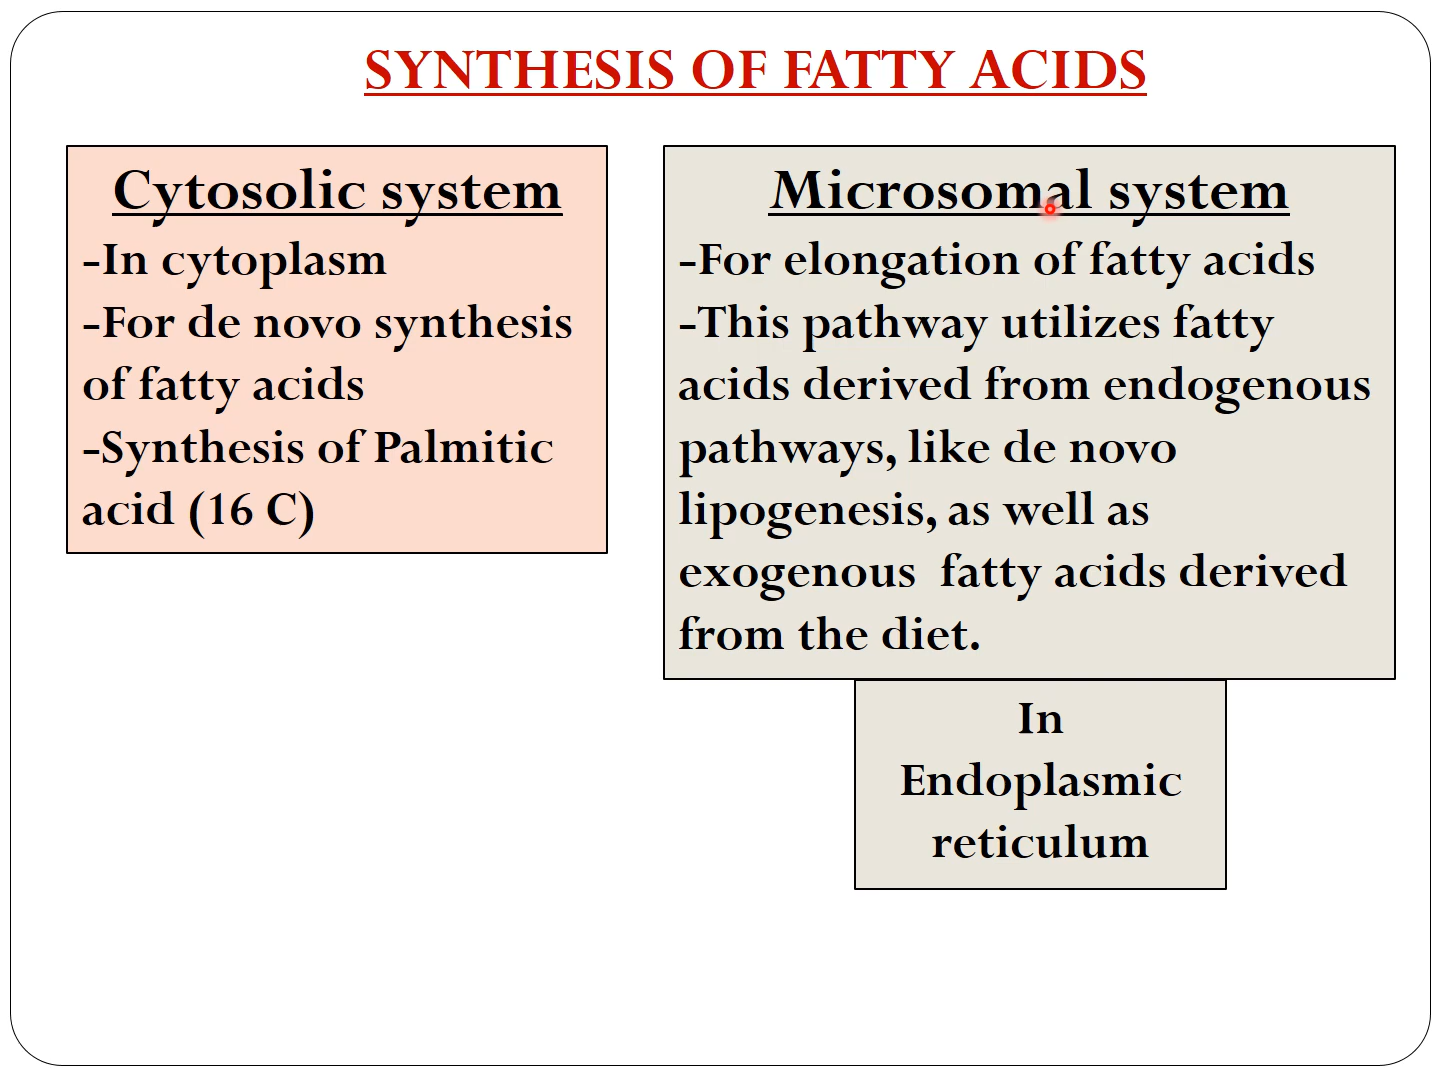 SYNTHESIS OF FATTY ACIDS
Cytosolic system
-In cytoplasm
-For de novo synthesis
of fatty acids
-Synthesis of Palmitic
acid (16 C)
Microsomal system
-For elongation of fatty acids
-This pathway utilizes fatty
acids derived from endogenous
pathways, like de novo
lipogenesis, as well as
exogenous  fatty acids derived
from the diet.
In
Endoplasmic
reticulum